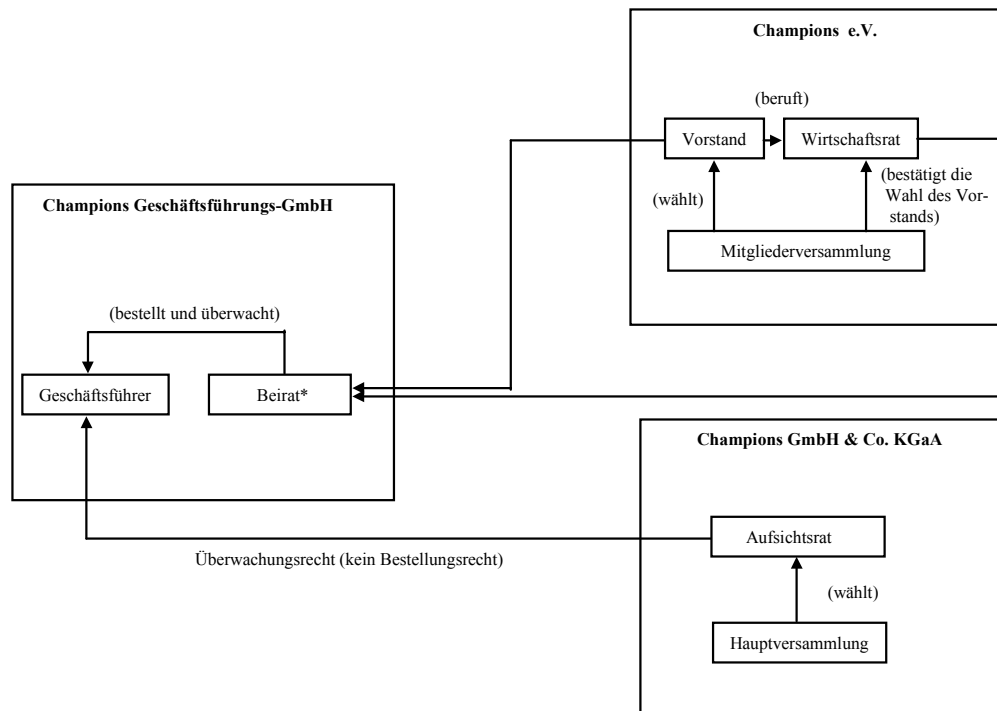 Champions e.V.
(beruft)
Vorstand
Wirtschaftsrat
(wählt)
(bestätigt die
Wahl des Vor-
stands)
Mitgliederversammlung
Champions Geschäftsführungs-GmbH
(bestellt und überwacht)
Geschäftsführer
Beirat*
Champions GmbH & Co. KGaA
Aufsichtsrat
Überwachungsrecht (kein Bestellungsrecht)
(wählt)
Hauptversammlung